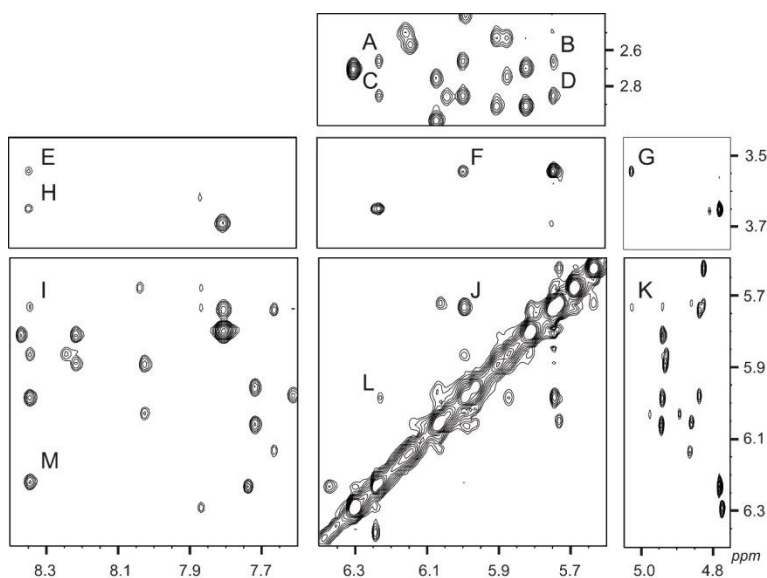 A B
2.6
C D
2.8
E F G
3.5
H
3.7
I J K
5.7
L
5.9
M
6.1
6.3
ppm
8.3 8.1 7.9 7.7 6.3 6.1 5.9 5.7 5.0 4.8